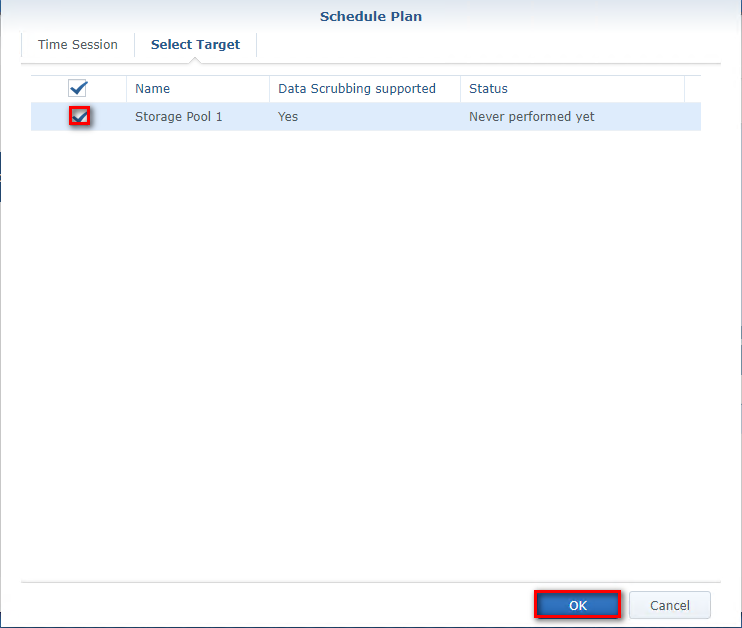 Schedule Plan
Time Session Select Target
Name Data Scrubbing supported Status
Storage Pool 1 Yes Never performed yet
OK Cancel